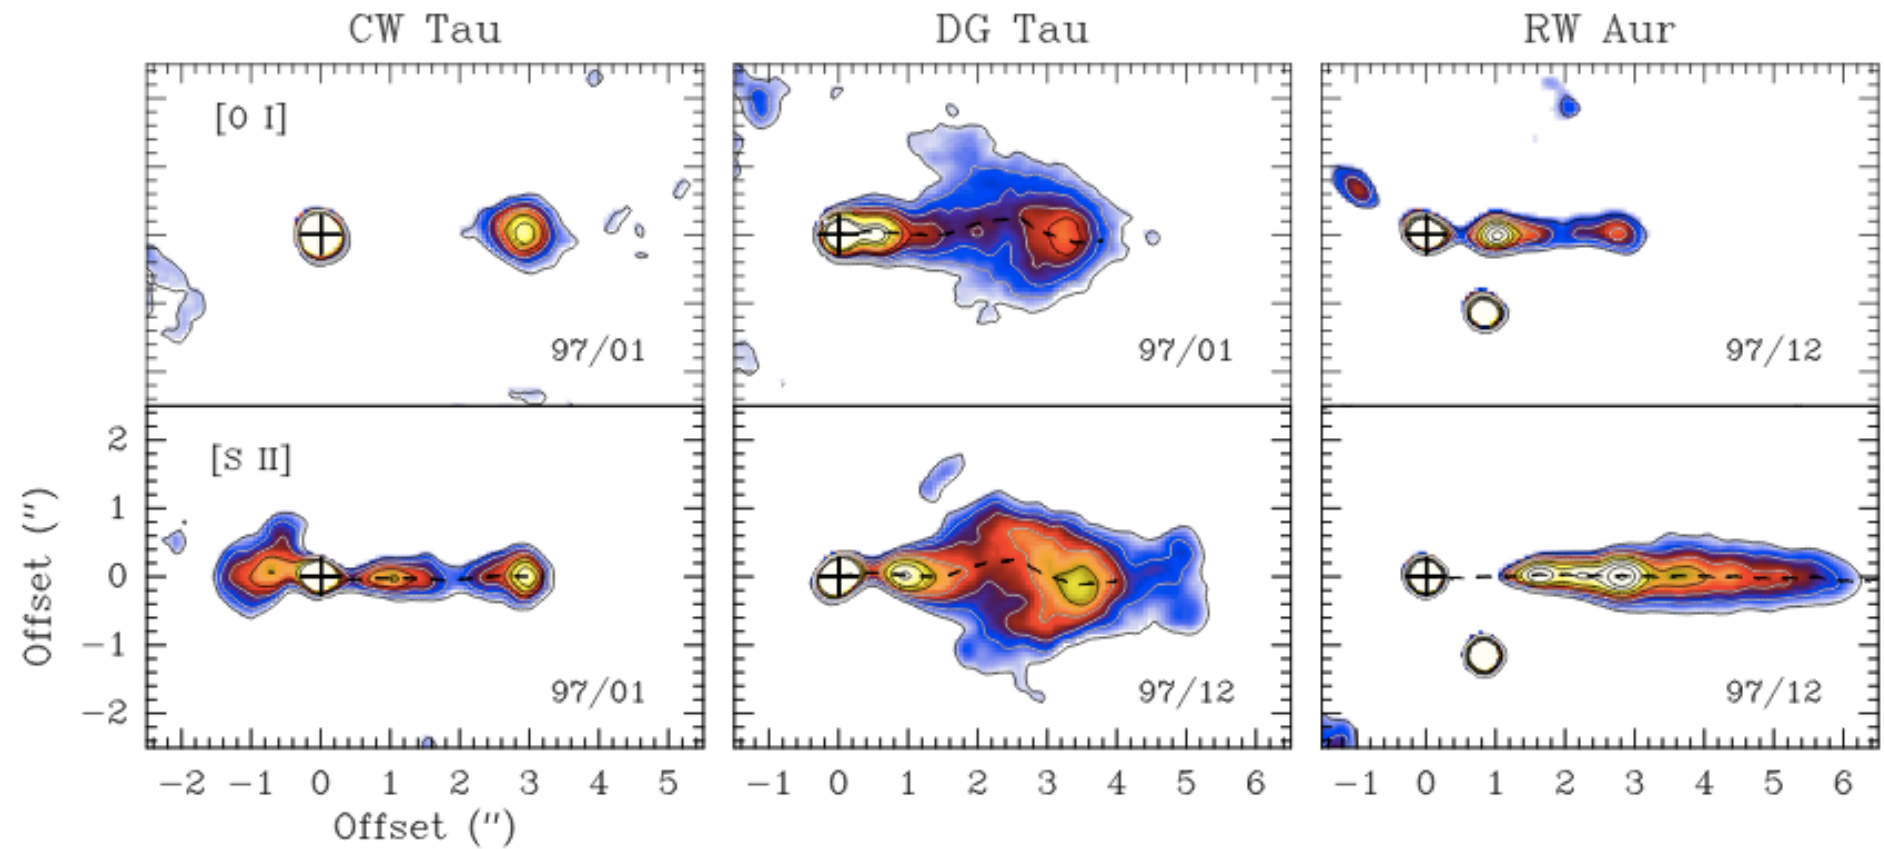 CW Tau DG Tau RW Aur
[O I]
97/01 97/01 97/12
2
[S II]
1
0
−1
97/01 97/12 97/12
−2
−2 −1 0 1 2 3 4 5 −1 0 1 2 3 4 5 6 −1 0 1 2 3 4 5 6
Offset (″)
Offset (″)